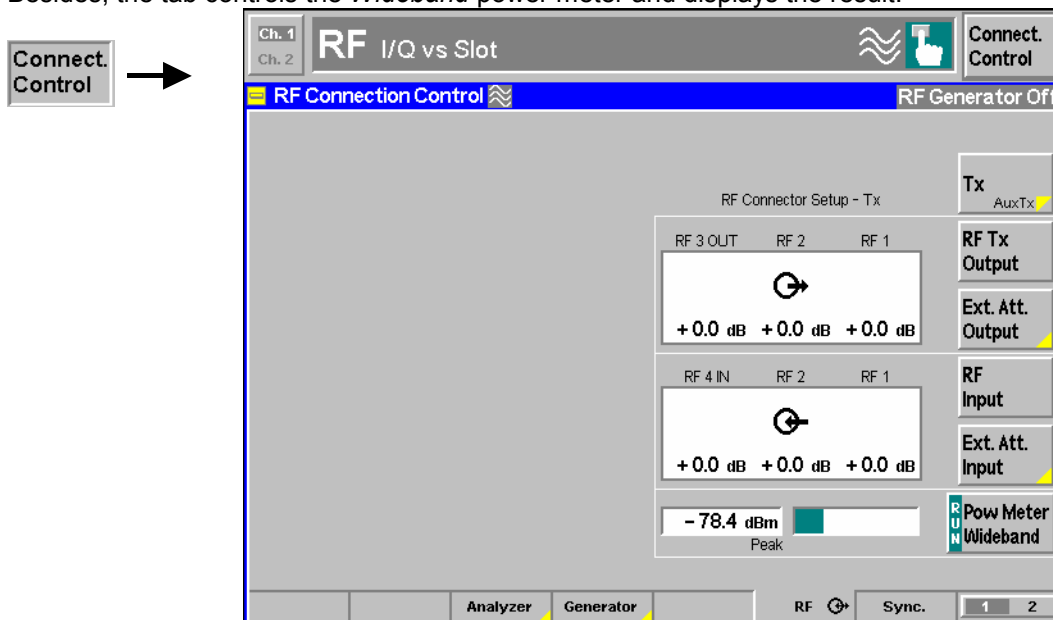 Besides, the tab controls the Wideband power meter and displays the result.
Connect.
Control
Ch. 1
Ch. 2
RF I/Q vs Slot
Connect.
Control
RF Connection Control
RF Generator Off
RF Connector Setup - Tx
Tx
AuxTx
RF 3 OUT RF 2 RF 1
+ 0.0 dB + 0.0 dB + 0.0 dB
RF Tx
Output
Ext. Att.
Output
RF 4 IN RF 2 RF 1
+ 0.0 dB + 0.0 dB + 0.0 dB
RF
Input
Ext. Att.
Input
- 78.4 dBm
Peak
RUN
Pow Meter
Wideband
Analyzer Generator RF Sync. 1 2